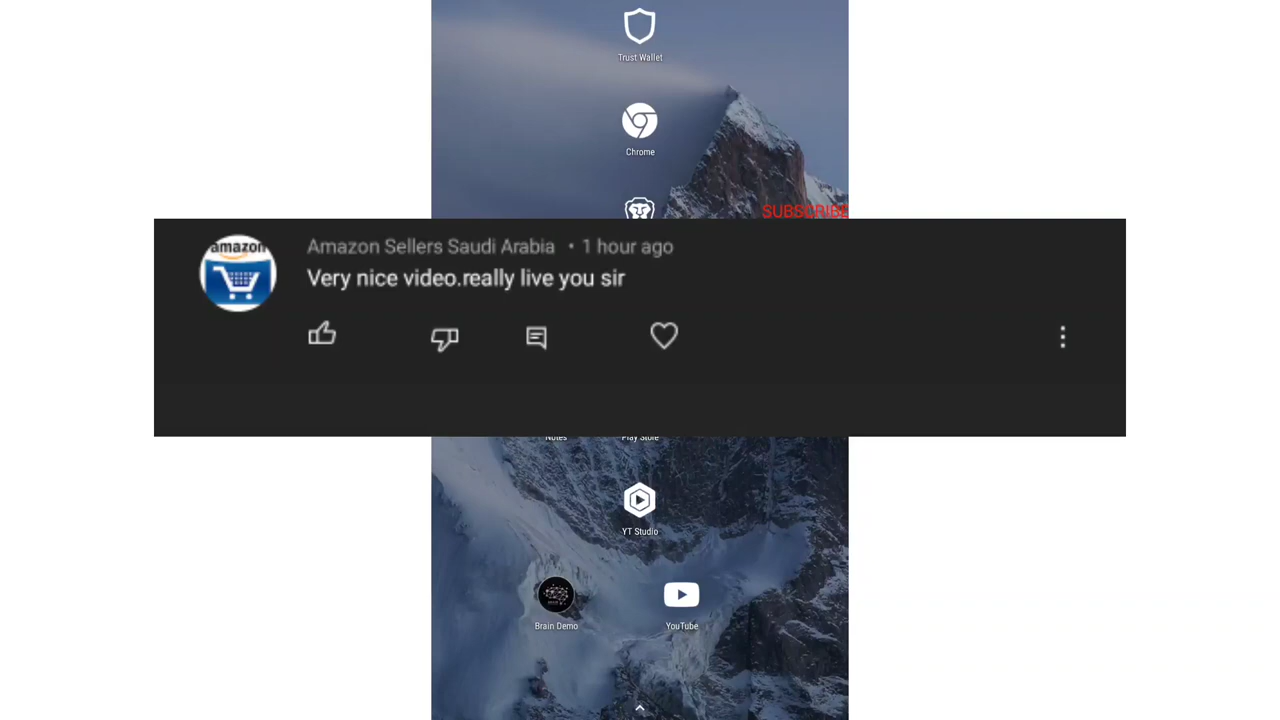 Trust Wallet
Chrome
SUBSCRIBE
amazon
Amazon Sellers Saudi Arabia • 1 hour ago
Very nice video.really live you sir
Notes
Play Store
YT Studio
Brain Demo
YouTube